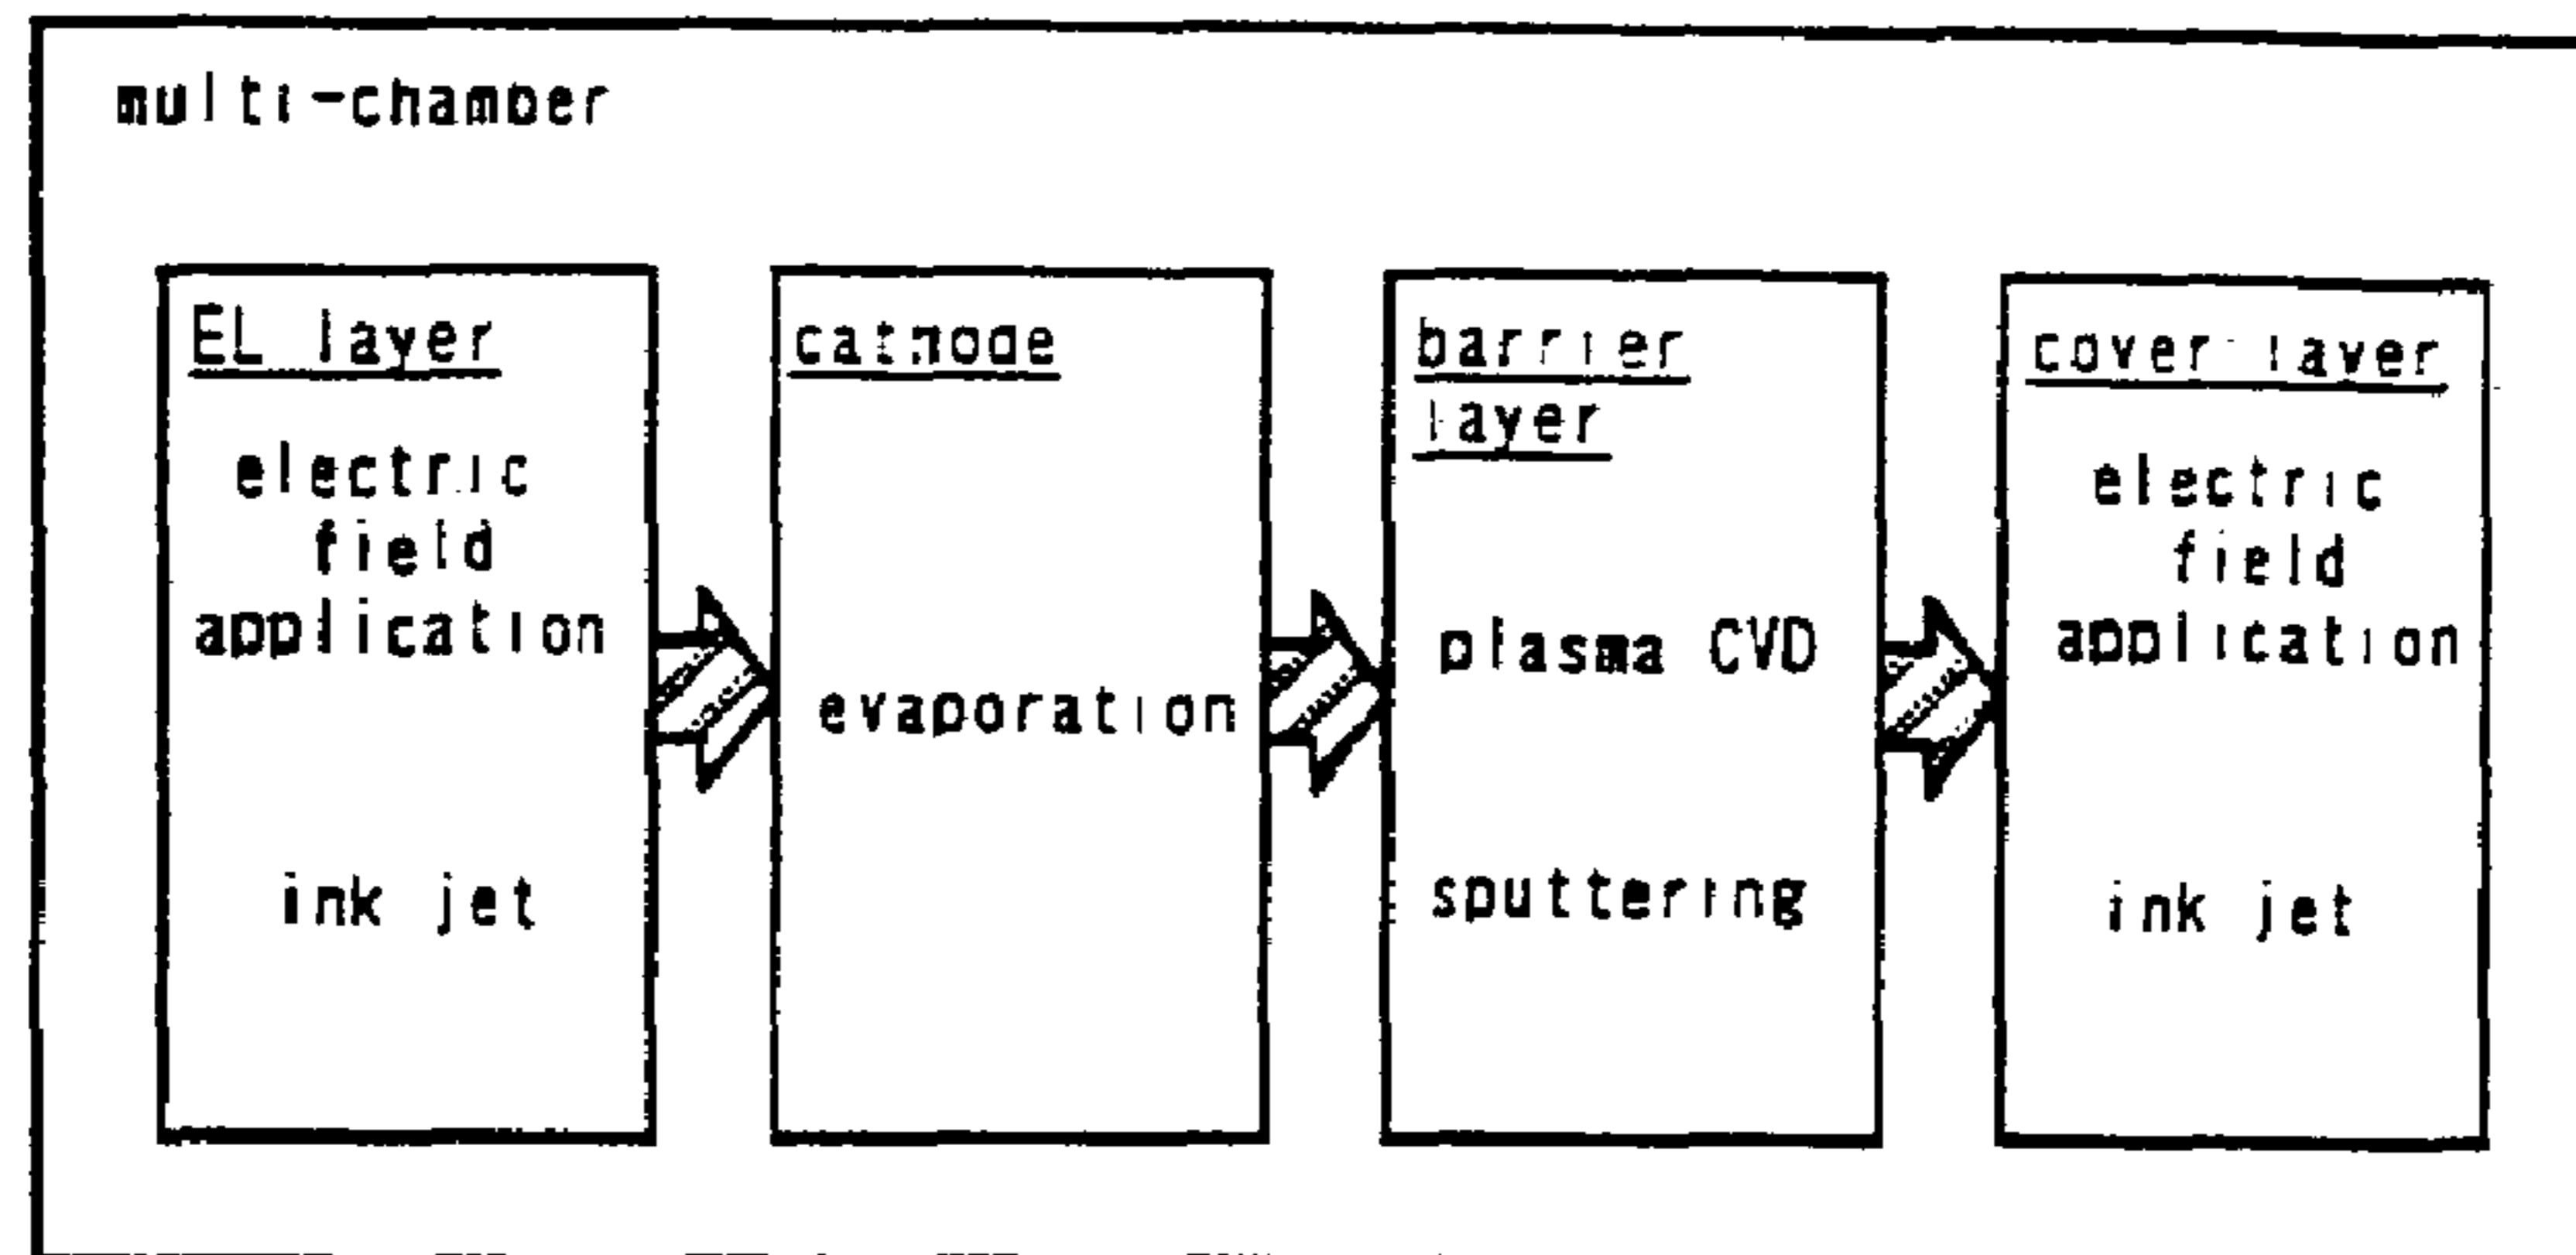 multi-chamber
EL layer
electric
field
application
ink jet
cathode
evaporation
barrier
layer
plasma CVD
sputtering
cover layer
electric
field
application
ink jet